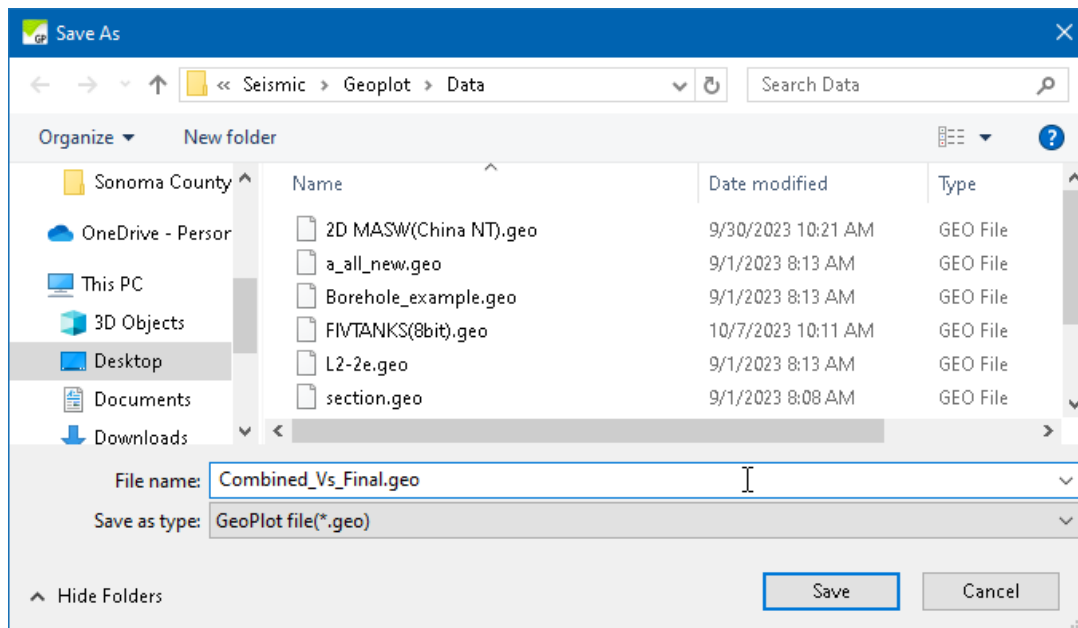 GP Save As
« Seismic > Geoplot > Data
Search Data
Organize
New folder
?
Sonoma County
OneDrive - Person
This PC
3D Objects
Desktop
Documents
Downloads
Name Date modified Type
2D MASW(China NT).geo 9/30/2023 10:21 AM GEO File
a_all_new.geo 9/1/2023 8:13 AM GEO File
Borehole_example.geo 9/1/2023 8:13 AM GEO File
FIVTANKS(8bit).geo 10/7/2023 10:11 AM GEO File
L2-2e.geo 9/1/2023 8:13 AM GEO File
section.geo 9/1/2023 8:08 AM GEO File
File name: Combined_Vs_Final.geo
Save as type: GeoPlot file(*.geo)
Hide Folders
Save
Cancel